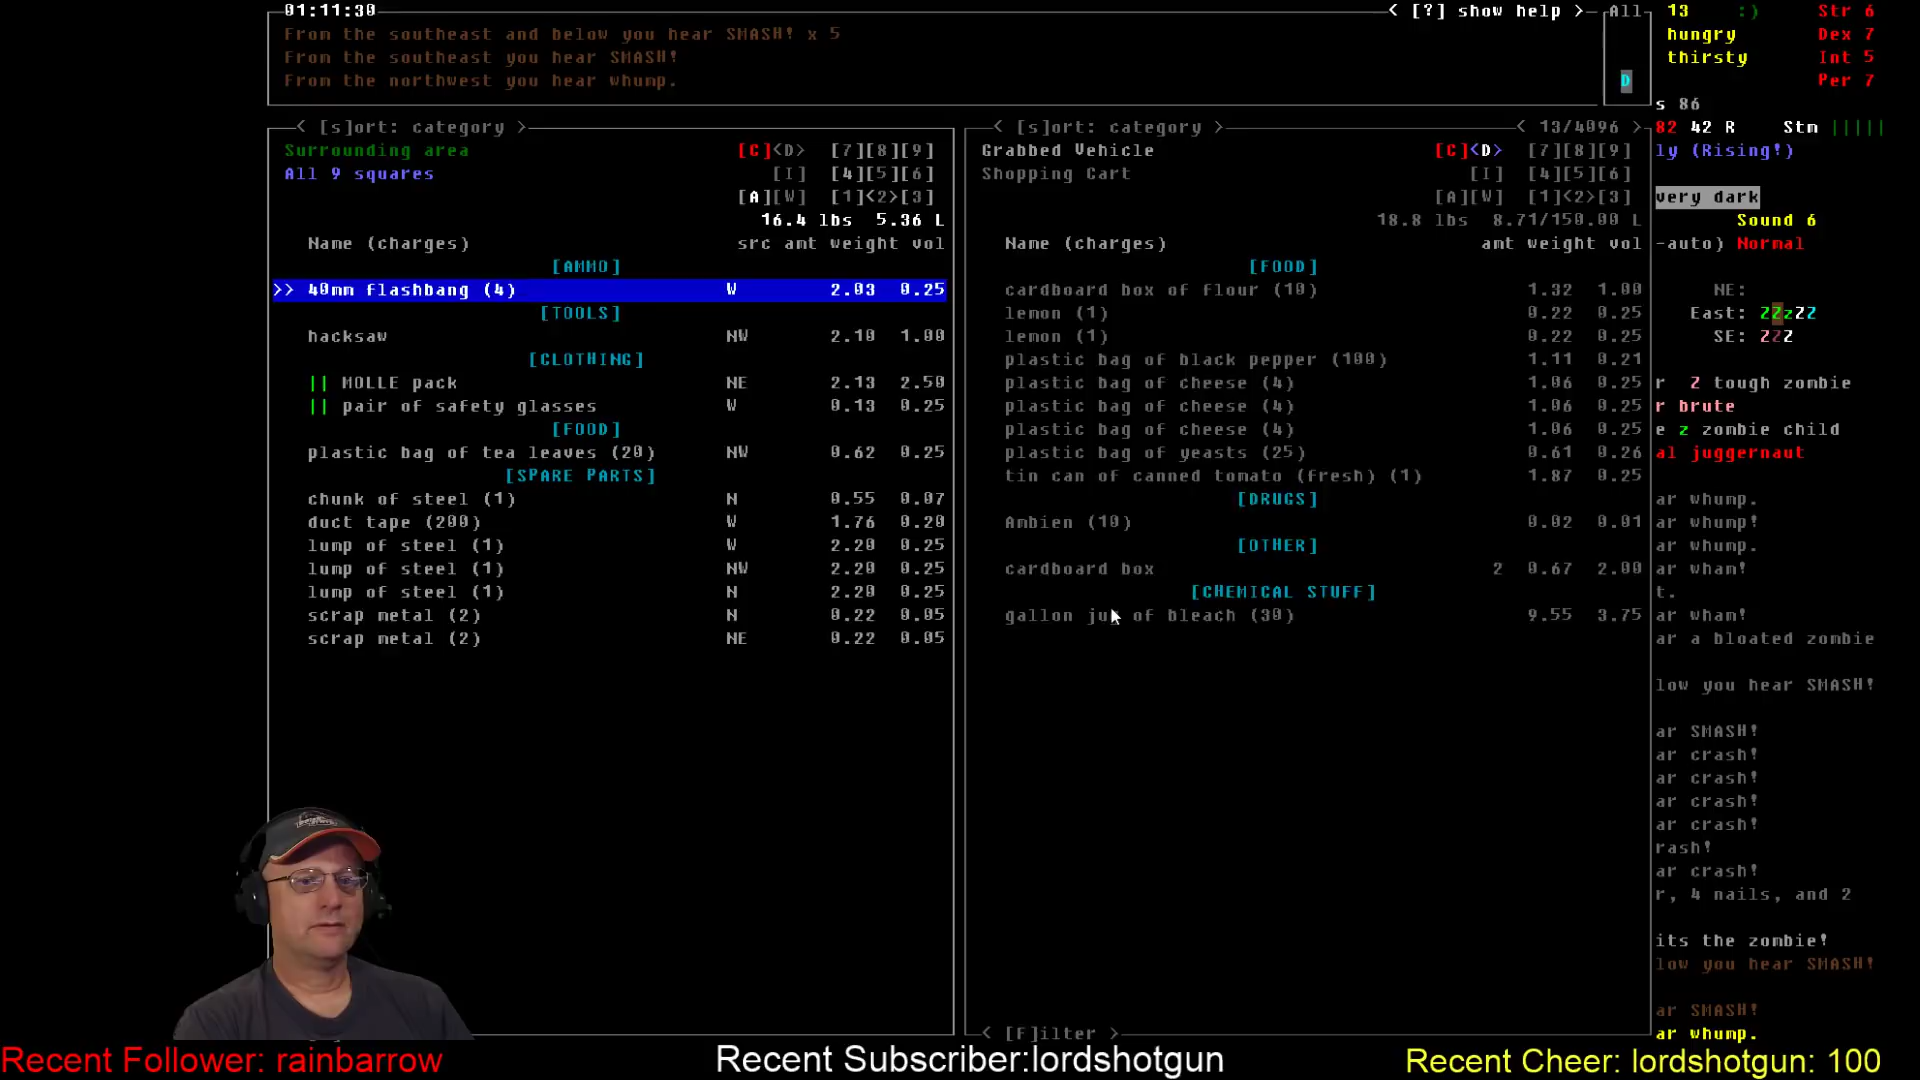 01:11:30
< [?] show help >
From the southeast and below you hear SMASH! x 5
From the southeast you hear SMASH!
From the northwest you hear whump.
All
D
13 :) Str 6
hungry Dex 7
thirsty Int 5
Per 7
s 86
82 42 R Stm |||||
ly (Rising!)
very dark
Sound 6
-auto) Normal
NE:
East: ZZzZZ
SE: ZZZ
r Z tough zombie
r brute
e z zombie child
al juggernaut
ar whump.
ar whump!
ar whump.
ar wham!
t.
ar wham!
ar a bloated zombie
low you hear SMASH!
ar SMASH!
ar crash!
ar crash!
ar crash!
ar crash!
rash!
ar crash!
r, 4 nails, and 2
its the zombie!
low you hear SMASH!
ar SMASH!
ar whump.
< [s]ort: category >
Surrounding area [C]<D> [7][8][9]
All 9 squares [I] [4][5][6]
[A][W] [1]<2>[3]
16.4 lbs 5.36 L
Name (charges) src amt weight vol
[AMMO]
>> 40mm flashbang (4) W 2.03 0.25
[TOOLS]
hacksaw NW 2.10 1.00
[CLOTHING]
|| MOLLE pack NE 2.13 2.50
|| pair of safety glasses W 0.13 0.25
[FOOD]
plastic bag of tea leaves (20) NW 0.62 0.25
[SPARE PARTS]
chunk of steel (1) N 0.55 0.07
duct tape (200) W 1.76 0.20
lump of steel (1) W 2.20 0.25
lump of steel (1) NW 2.20 0.25
lump of steel (1) N 2.20 0.25
scrap metal (2) N 0.22 0.05
scrap metal (2) NE 0.22 0.05
< [s]ort: category > < 13/4096 >
Grabbed Vehicle [C]<D> [7][8][9]
Shopping Cart [I] [4][5][6]
[A][W] [1]<2>[3]
18.8 lbs 8.71/150.00 L
Name (charges) amt weight vol
[FOOD]
cardboard box of flour (10) 1.32 1.00
lemon (1) 0.22 0.25
lemon (1) 0.22 0.25
plastic bag of black pepper (100) 1.11 0.21
plastic bag of cheese (4) 1.06 0.25
plastic bag of cheese (4) 1.06 0.25
plastic bag of cheese (4) 1.06 0.25
plastic bag of yeasts (25) 0.61 0.26
tin can of canned tomato (fresh) (1) 1.87 0.25
[DRUGS]
Ambien (10) 0.02 0.01
[OTHER]
cardboard box 2 0.67 2.00
[CHEMICAL STUFF]
gallon jug of bleach (30) 9.55 3.75
< [F]ilter >
Recent Follower: rainbarrow
Recent Subscriber:lordshotgun
Recent Cheer: lordshotgun: 100